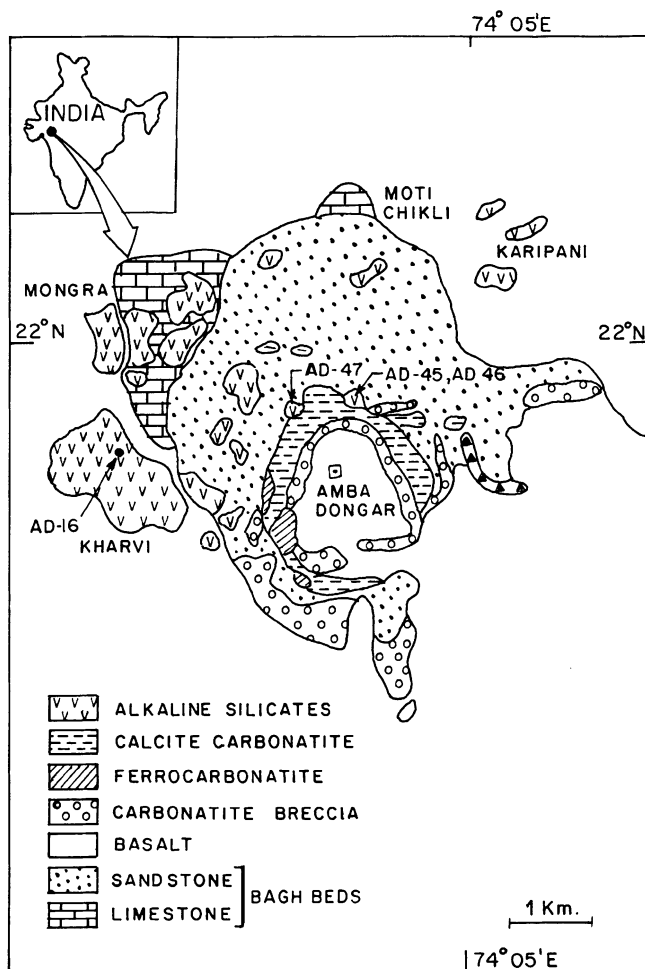 74° 05'E
INDIA
MOTI
CHIKLI
KARIPANI
MONGRA
22°N
22°N
AD-47
AD-45, AD 46
AMBA
DONGAR
AD-16
KHARVI
ALKALINE SILICATES
CALCITE CARBONATITE
FERROCARBONATITE
CARBONATITE BRECCIA
BASALT
SANDSTONE
BAGH BEDS
LIMESTONE
1 Km.
74° 05'E